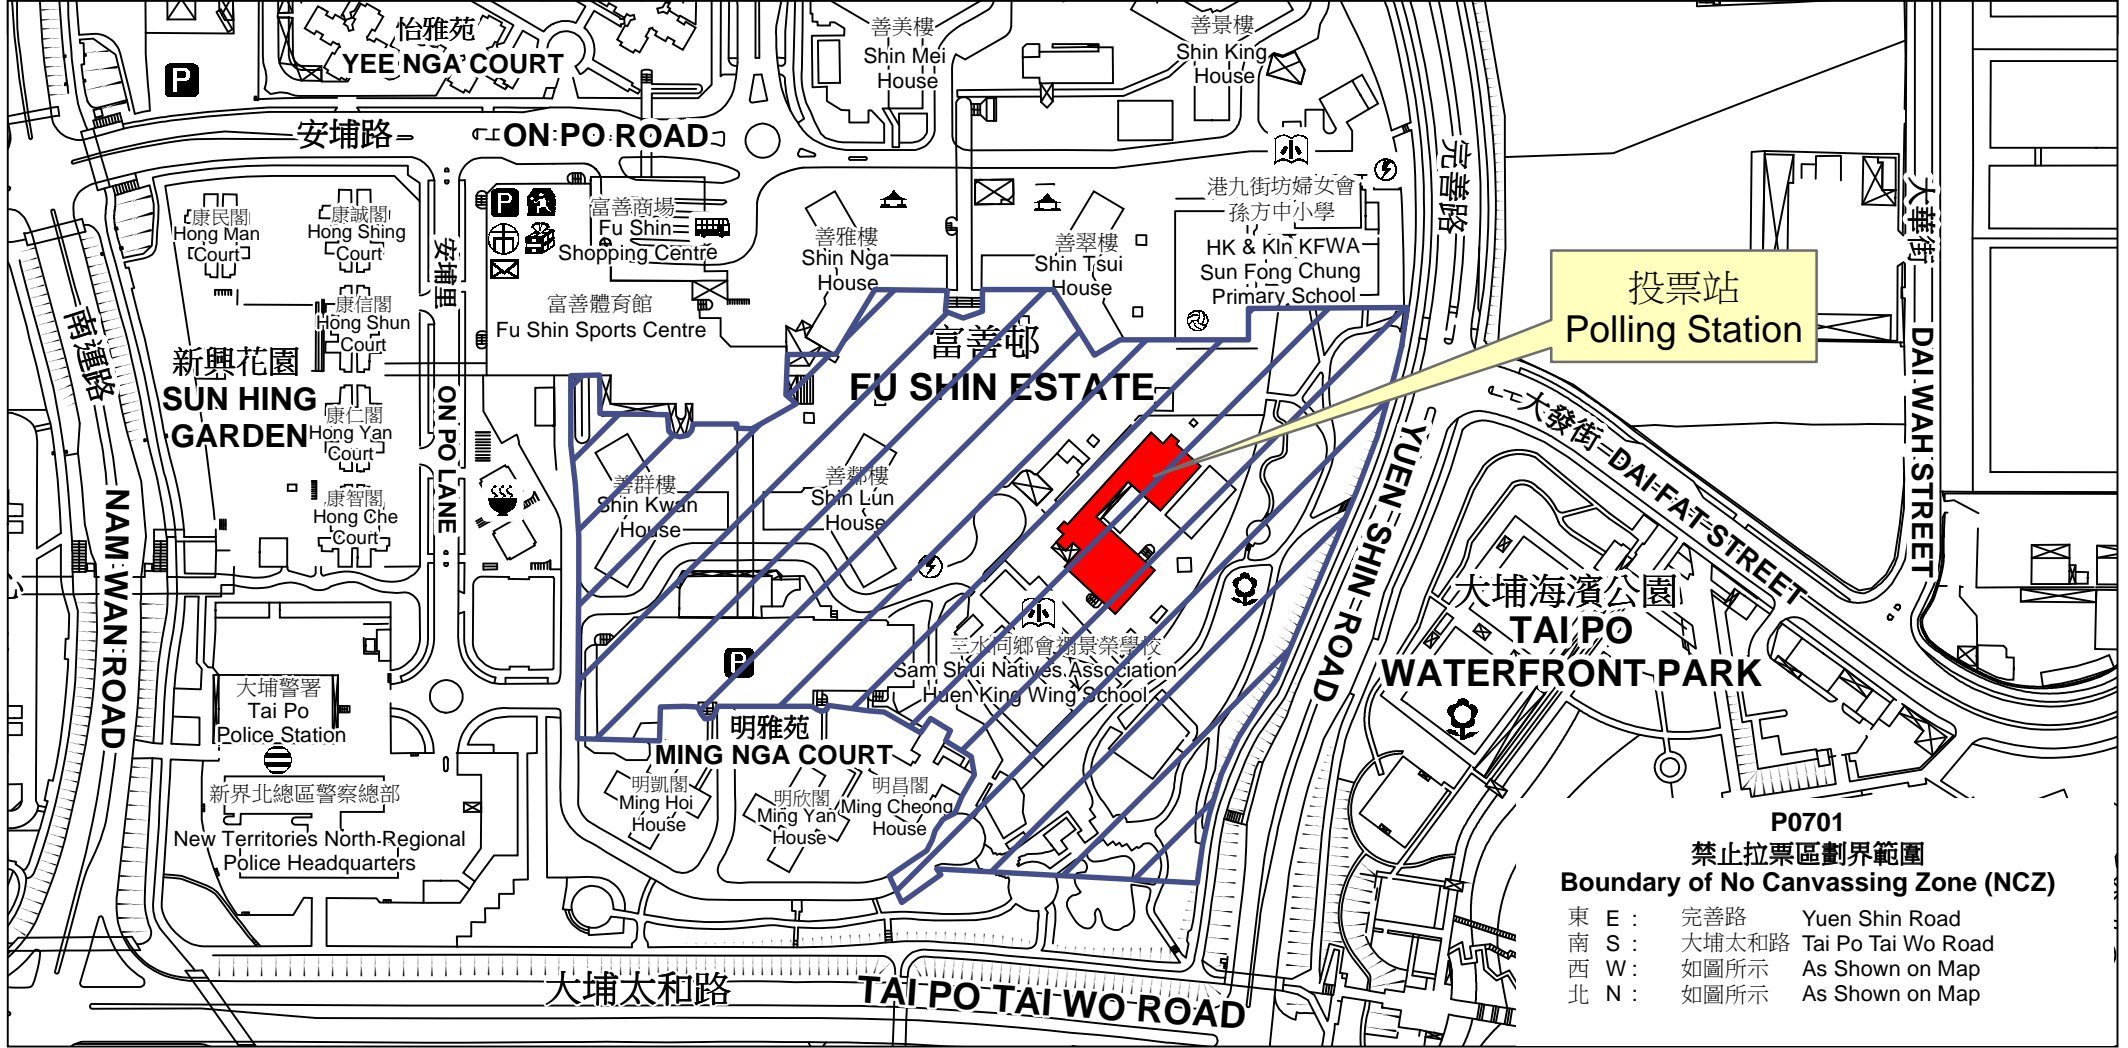 怡雅苑
YEE NGA COURT
善美樓
Shin Mei
House
善景樓
Shin King
House
P
安埔路
ON PO ROAD
完善路
大華街
DAI WAH STREET
康民閣
Hong Man
Court
康誠閣
Hong Shing
Court
康信閣
Hong Shun
Court
康仁閣
Hong Yan
Court
康智閣
Hong Che
Court
新興花園
SUN HING
GARDEN
南運路
NAM WAN ROAD
安埔里
ON PO LANE
P
富善商場
Fu Shin
Shopping Centre
富善體育館
Fu Shin Sports Centre
善雅樓
Shin Nga
House
善翠樓
Shin Tsui
House
小
港九街坊婦女會
孫方中小學
HK & Kln KFWA
Sun Fong Chung
Primary School
投票站
Polling Station
富善邨
FU SHIN ESTATE
善群樓
Shin Kwan
House
善鄰樓
Shin Lun
House
小
三水同鄉會禤景榮學校
Sam Shui Natives Association
Huen King Wing School
P
YUEN SHIN ROAD
大發街 DAI FAT STREET
大埔海濱公園
TAI PO
WATERFRONT PARK
大埔警署
Tai Po
Police Station
新界北總區警察總部
New Territories North Regional
Police Headquarters
明雅苑
MING NGA COURT
明凱閣
Ming Hoi
House
明欣閣
Ming Yan
House
明昌閣
Ming Cheong
House
大埔太和路
TAI PO TAI WO ROAD
P0701
禁止拉票區劃界範圍
Boundary of No Canvassing Zone (NCZ)
東 E : 完善路 Yuen Shin Road
南 S : 大埔太和路 Tai Po Tai Wo Road
西 W : 如圖所示 As Shown on Map
北 N : 如圖所示 As Shown on Map